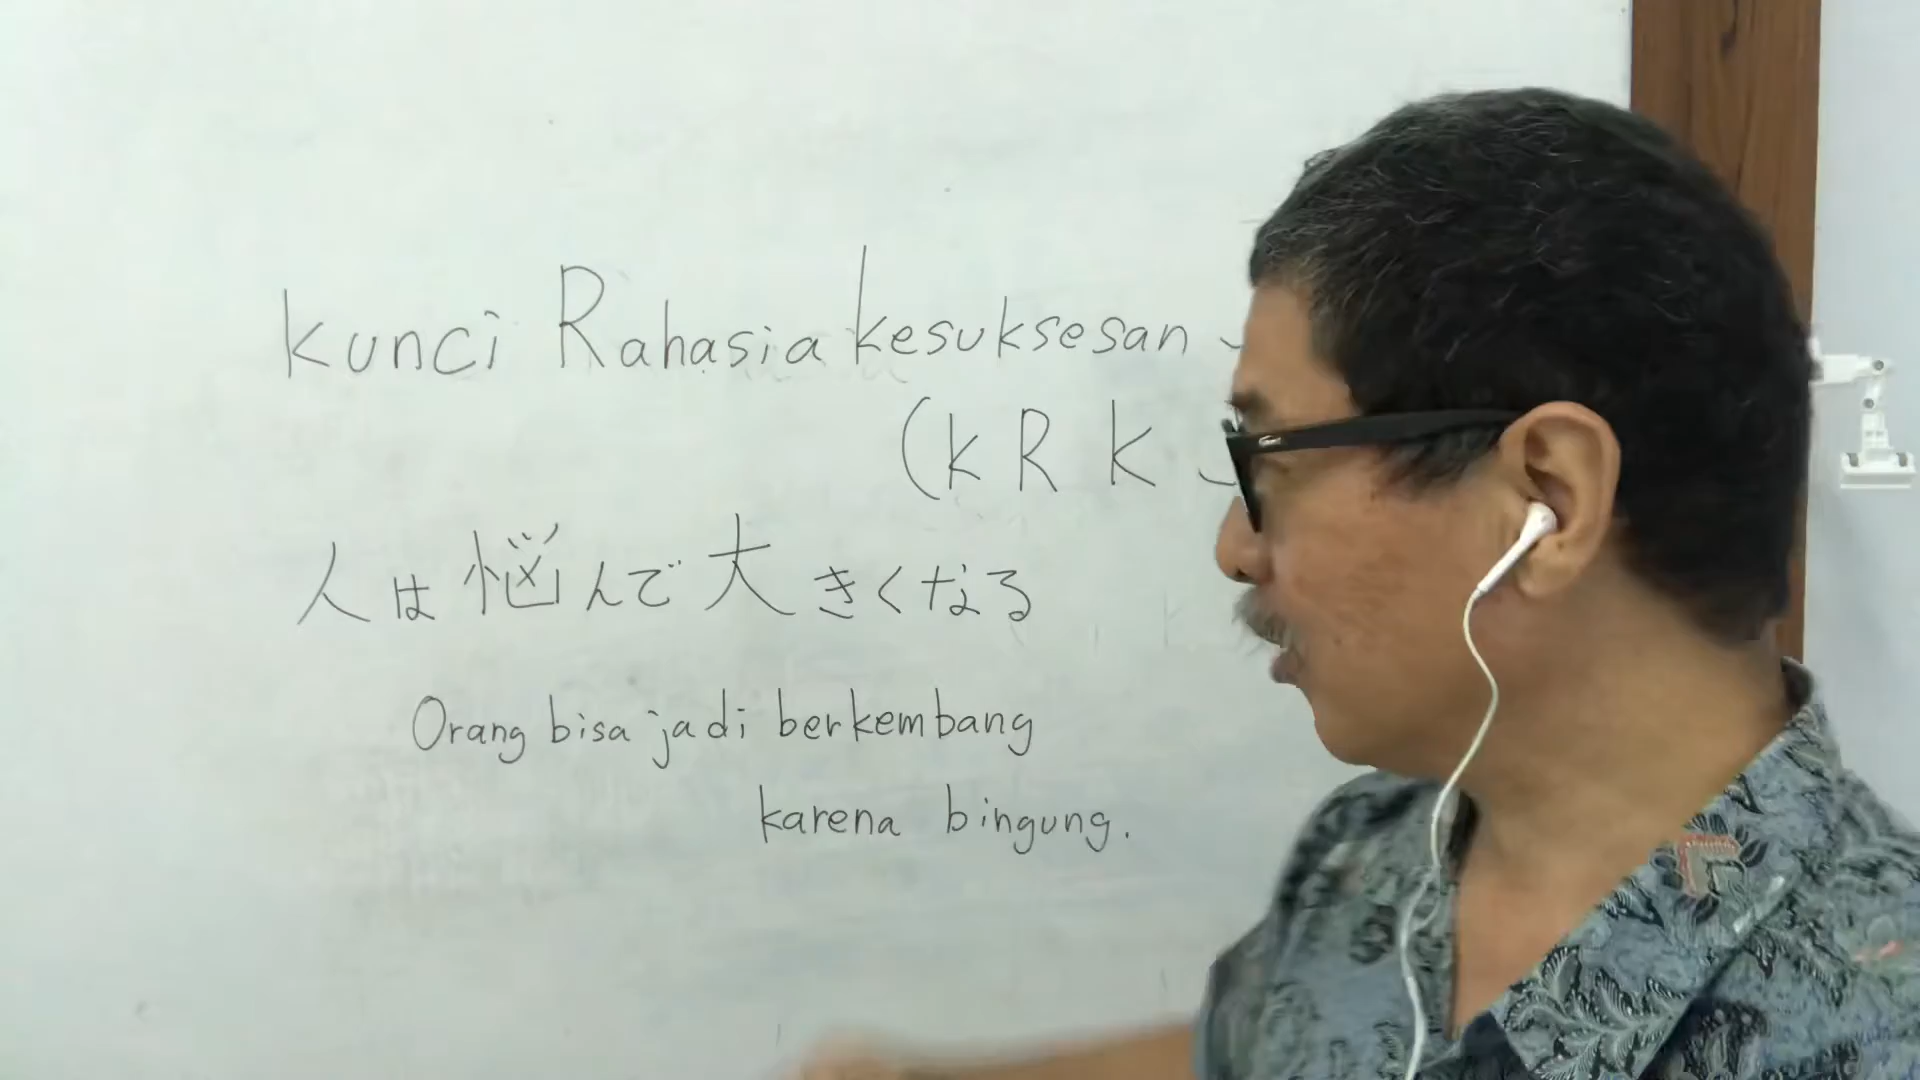 Kunci Rahasia Kesuksesan
(KRK
人は悩んで大きくなる
Orang bisa jadi berkembang
karena bingung.